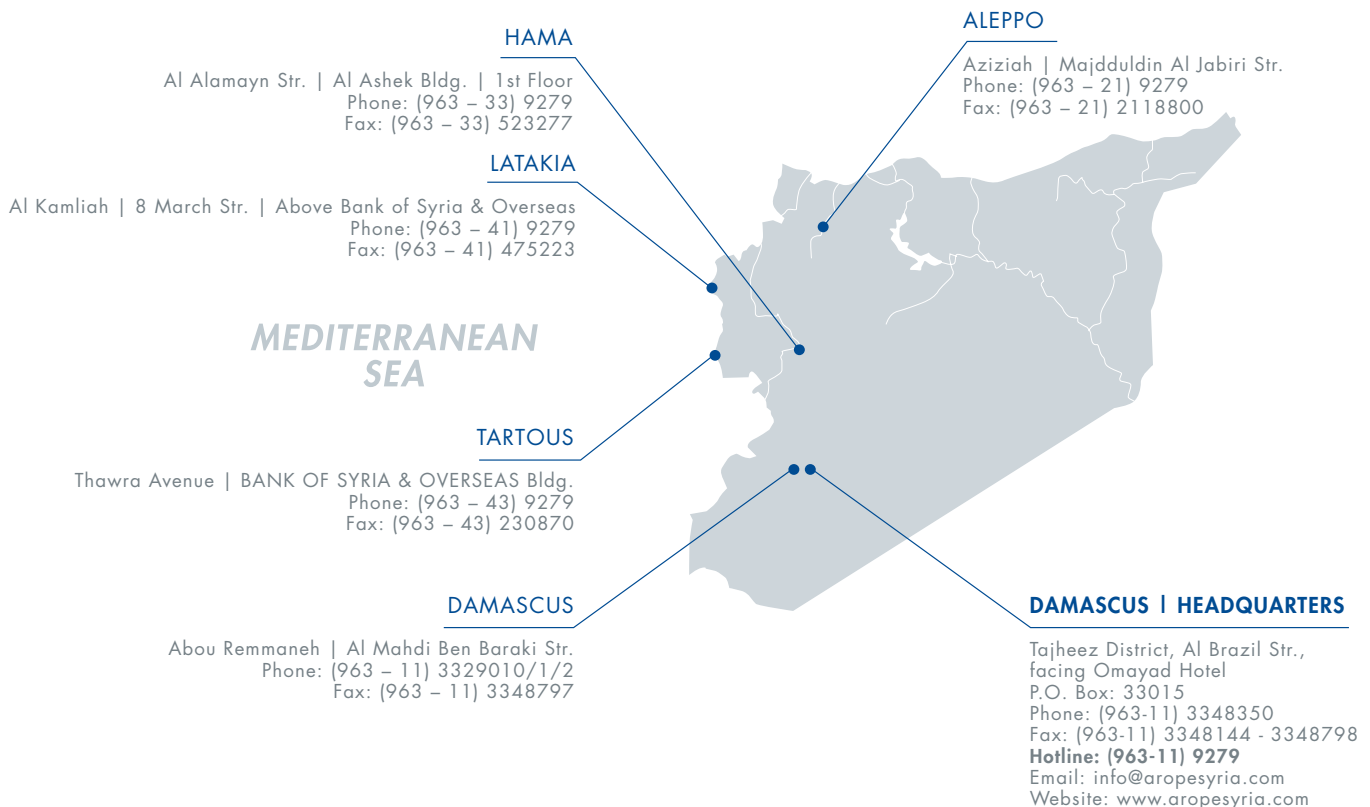 HAMA
Al Alamayn Str. | Al Ashek Bldg. | 1st Floor
Phone: (963 – 33) 9279
Fax: (963 – 33) 523277
ALEPPO
Aziziah | Majdduldin Al Jabiri Str.
Phone: (963 – 21) 9279
Fax: (963 – 21) 2118800
LATAKIA
Al Kamliah | 8 March Str. | Above Bank of Syria & Overseas
Phone: (963 – 41) 9279
Fax: (963 – 41) 475223
MEDITERRANEAN
SEA
TARTOUS
Thawra Avenue | BANK OF SYRIA & OVERSEAS Bldg.
Phone: (963 – 43) 9279
Fax: (963 – 43) 230870
DAMASCUS
Abou Remmaneh | Al Mahdi Ben Baraki Str.
Phone: (963 – 11) 3329010/1/2
Fax: (963 – 11) 3348797
DAMASCUS | HEADQUARTERS
Tajheez District, Al Brazil Str.,
facing Omayad Hotel
P.O. Box: 33015
Phone: (963-11) 3348350
Fax: (963-11) 3348144 - 3348798
Hotline: (963-11) 9279
Email: info@aropesyria.com
Website: www.aropesyria.com